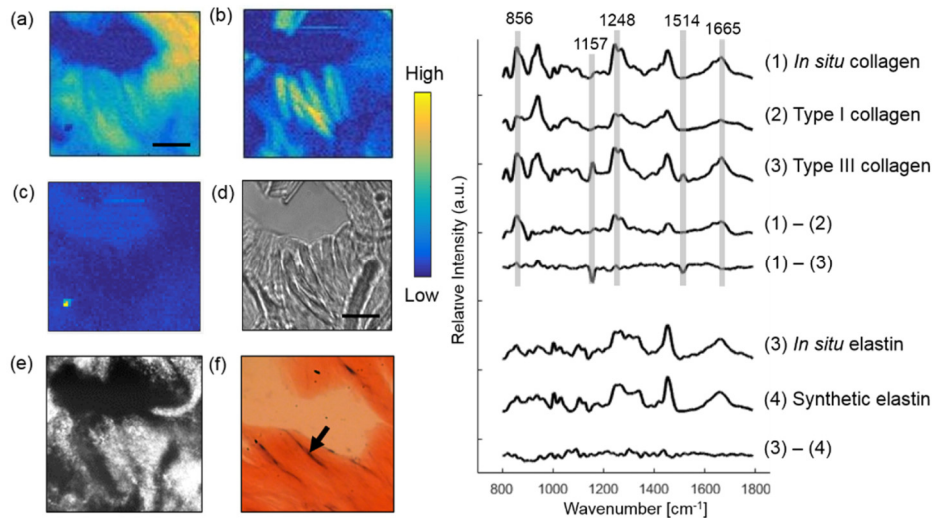 (a)
(b)
High
Low
(c)
(d)
(e)
(f)
856
1157
1248
1514
1665
(1) In situ collagen
(2) Type I collagen
(3) Type III collagen
(1) – (2)
(1) – (3)
(3) In situ elastin
(4) Synthetic elastin
(3) – (4)
Relative Intensity (a.u.)
800 1000 1200 1400 1600 1800
Wavenumber [cm⁻¹]